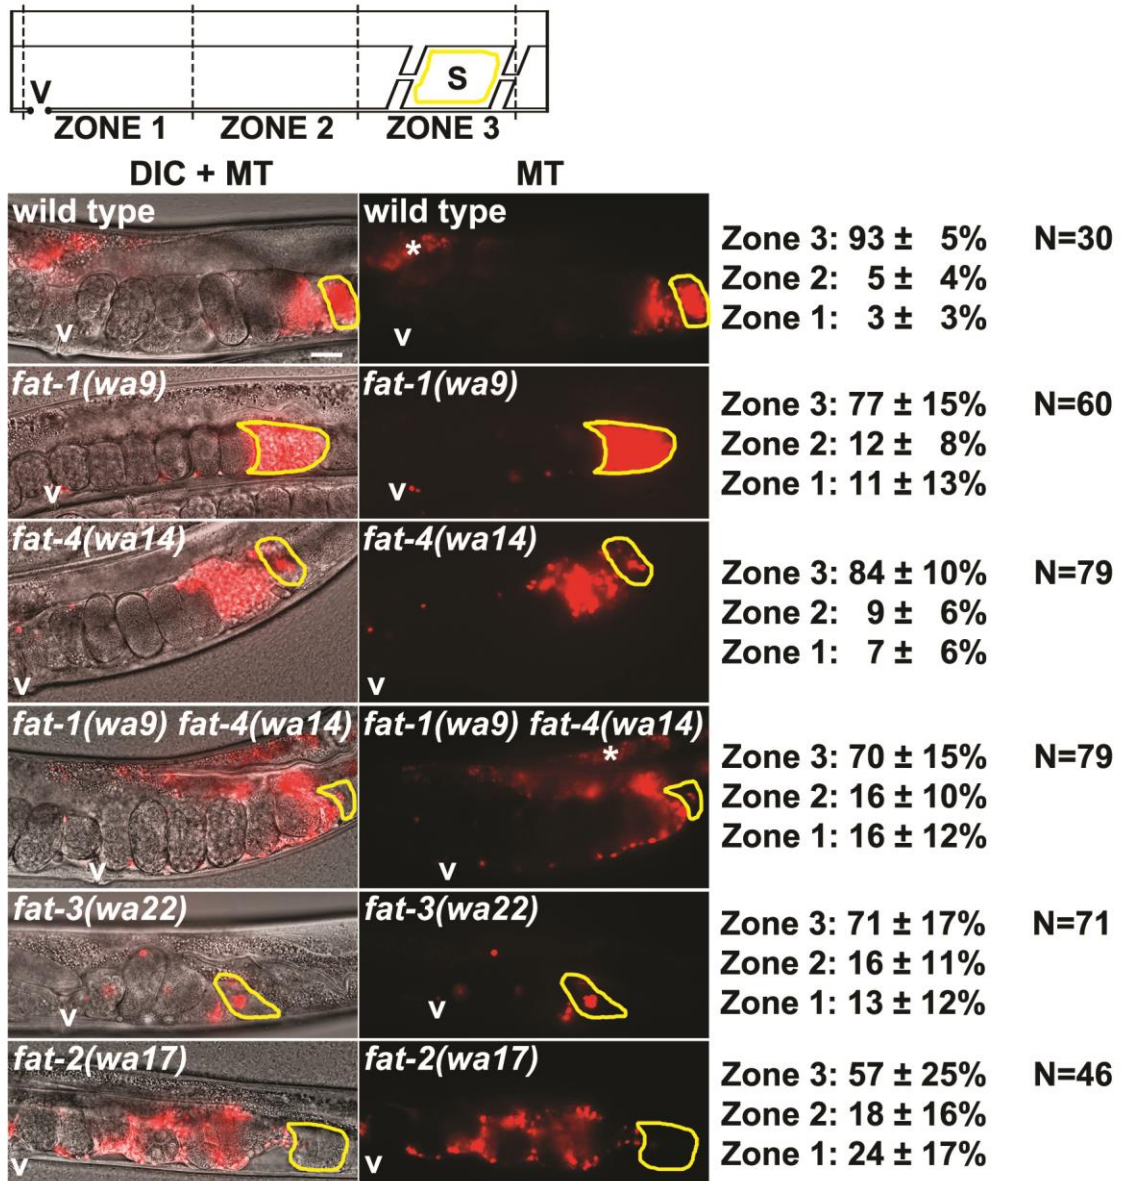 V
S
ZONE 1 ZONE 2 ZONE 3
DIC + MT MT
wild type wild type
*
V
V
Zone 3: 93 ± 5% N=30
Zone 2: 5 ± 4%
Zone 1: 3 ± 3%
fat-1(wa9) fat-1(wa9)
V
V
Zone 3: 77 ± 15% N=60
Zone 2: 12 ± 8%
Zone 1: 11 ± 13%
fat-4(wa14) fat-4(wa14)
V
V
Zone 3: 84 ± 10% N=79
Zone 2: 9 ± 6%
Zone 1: 7 ± 6%
fat-1(wa9) fat-4(wa14) fat-1(wa9) fat-4(wa14)
*
V
V
Zone 3: 70 ± 15% N=79
Zone 2: 16 ± 10%
Zone 1: 16 ± 12%
fat-3(wa22) fat-3(wa22)
V
V
Zone 3: 71 ± 17% N=71
Zone 2: 16 ± 11%
Zone 1: 13 ± 12%
fat-2(wa17) fat-2(wa17)
V
V
Zone 3: 57 ± 25% N=46
Zone 2: 18 ± 16%
Zone 1: 24 ± 17%